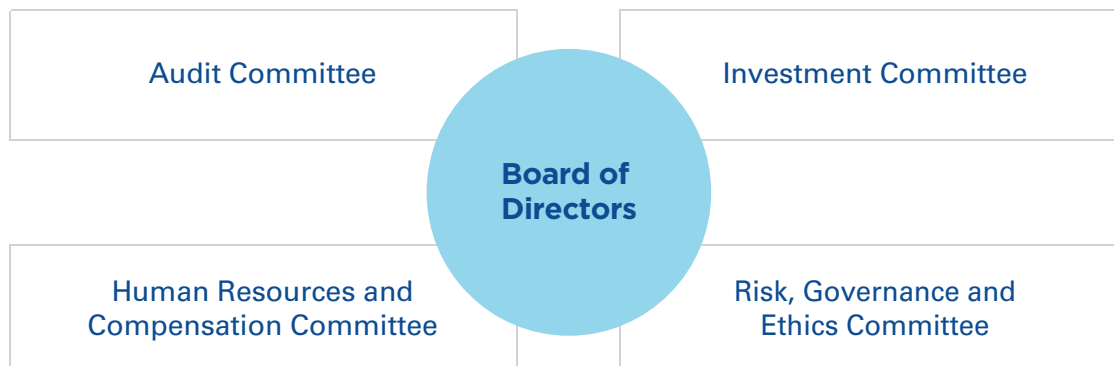 Audit Committee
Investment Committee
Board of
Directors
Human Resources and
Compensation Committee
Risk, Governance and
Ethics Committee